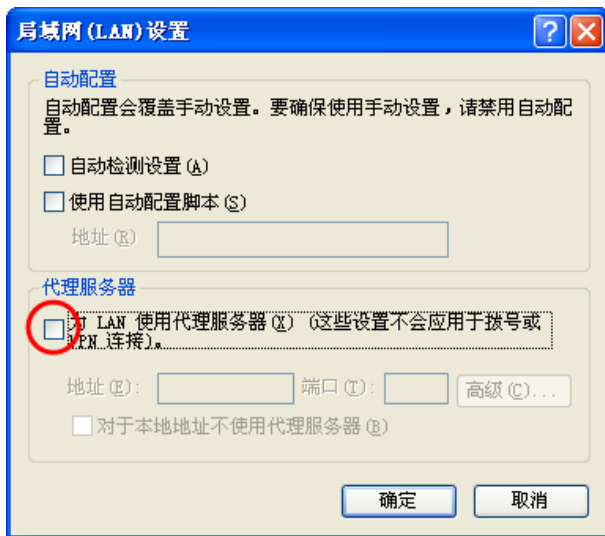 局域网(LAN)设置
自动配置
自动配置会覆盖手动设置。要确保使用手动设置，请禁用自动配
置。
自动检测设置(A)
使用自动配置脚本(S)
地址(R)
代理服务器
对 LAN 使用代理服务器(X) (这些设置不会应用于拨号或
VPN 连接)。
地址(E): 端口(T): 高级(C)...
对于本地地址不使用代理服务器(B)
确定 取消